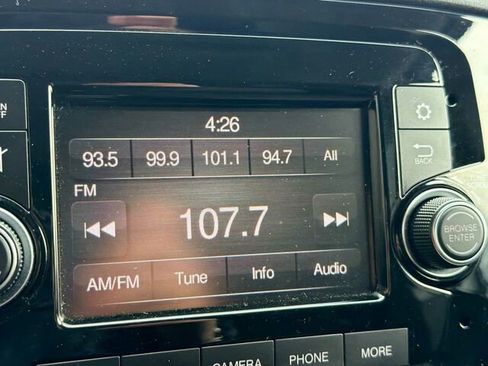 4:26
93.5 99.9 101.1 94.7 All
FM
107.7
AM/FM Tune Info Audio
BACK
BROWSE
ENTER
CAMERA PHONE MORE